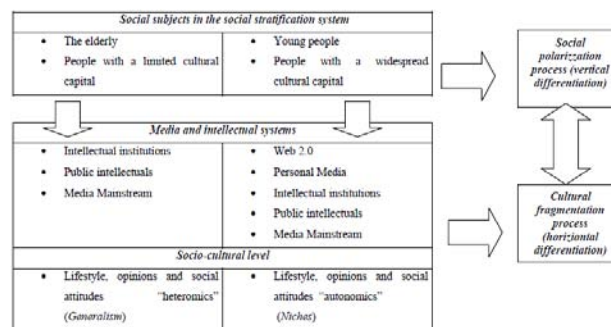 Social subjects in the social stratification system
• The elderly
• People with a limited cultural
capital
• Young people
• People with a widespread
cultural capital
Media and intellectual systems
• Intellectual institutions
• Public intellectuals
• Media Mainstream
• Web 2.0
• Personal Media
• Intellectual institutions
• Public intellectuals
• Media Mainstream
Socio-cultural level
• Lifestyle, opinions and social
attitudes "heteromics"
(Generalism)
• Lifestyle, opinions and social
attitudes "autonomics"
(Niches)
Social
polarizzation
process (vertical
differentiation)
Cultural
fragmentation
process
(horiziontal
differentiation)